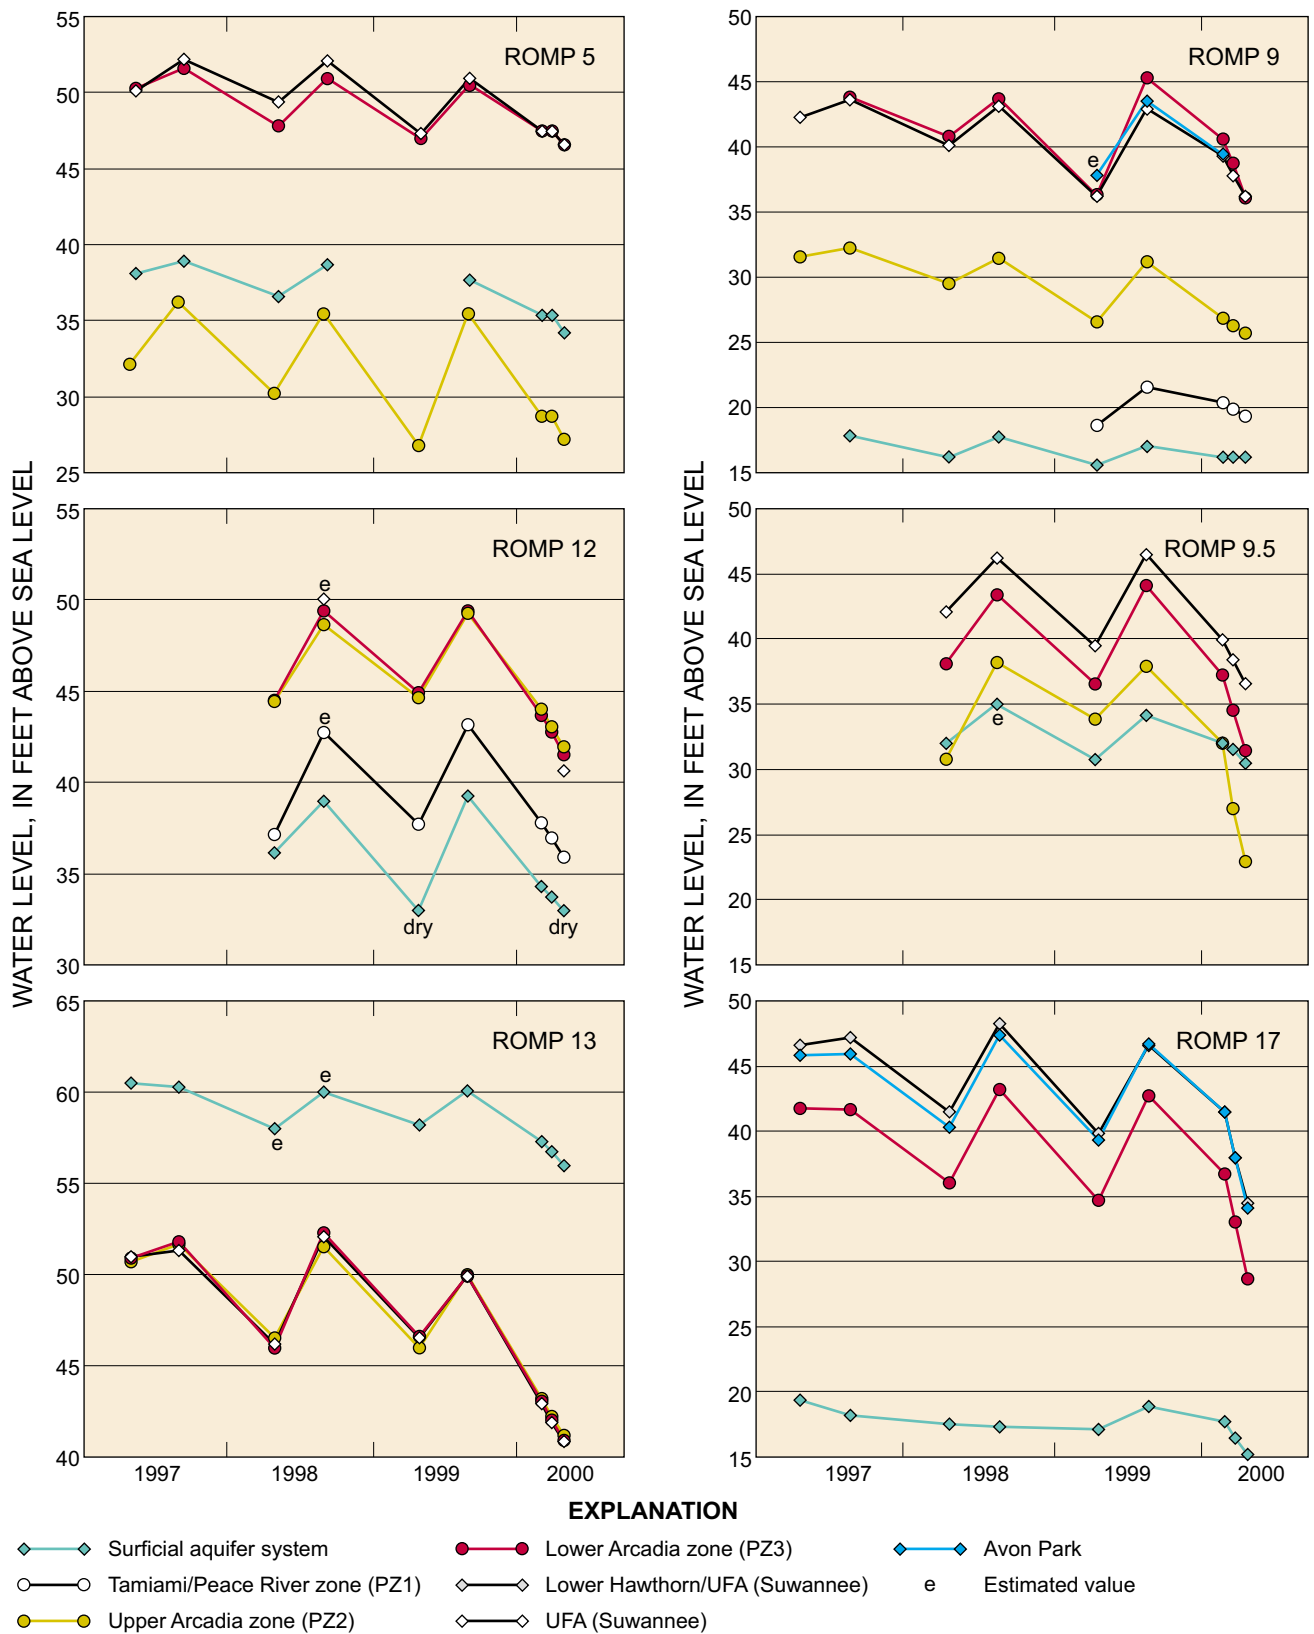 WATER LEVEL, IN FEET ABOVE SEA LEVEL
55
50
45
40
35
30
25
ROMP 5
50
45
40
35
30
25
20
15
ROMP 9
e
55
50
45
40
35
30
ROMP 12
e
e
dry
dry
WATER LEVEL, IN FEET ABOVE SEA LEVEL
50
45
40
35
30
25
20
15
ROMP 9.5
e
65
60
55
50
45
40
ROMP 13
e
e
1997
1998
1999
2000
50
45
40
35
30
25
20
15
ROMP 17
1997
1998
1999
2000
EXPLANATION
Surficial aquifer system
Tamiami/Peace River zone (PZ1)
Upper Arcadia zone (PZ2)
Lower Arcadia zone (PZ3)
Lower Hawthorn/UFA (Suwannee)
UFA (Suwannee)
Avon Park
e Estimated value